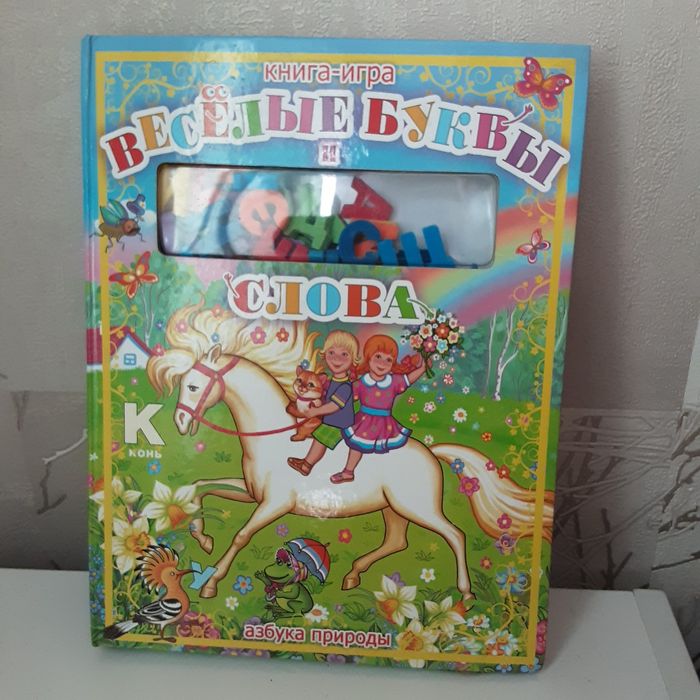 книга-игра
ВЕСЁЛЫЕ БУКВЫ
И
СЛОВА
К
конь
азбука природы